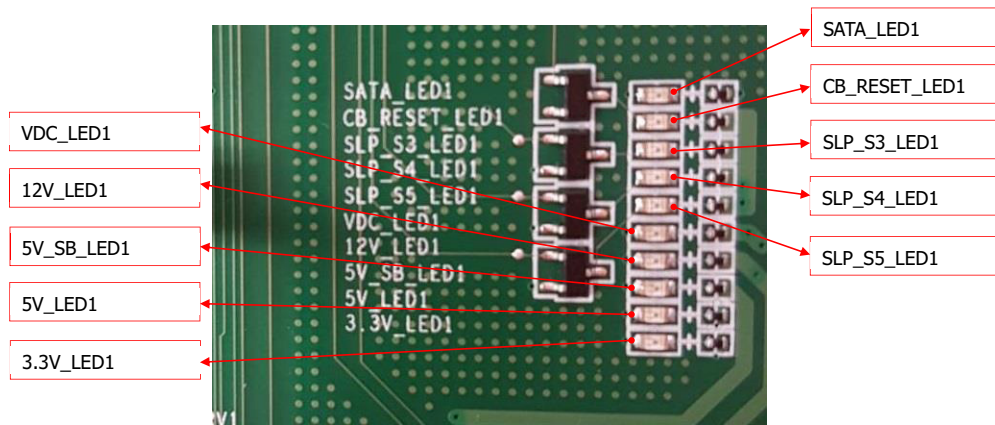 SATA_LED1
CB_RESET_LED1
SLP_S3_LED1
SLP_S4_LED1
SLP_S5_LED1
VDC_LED1
12V_LED1
5V_SB_LED1
5V_LED1
3.3V_LED1
SATA_LED1
CB_RESET_LED1
SLP_S3_LED1
SLP_S4_LED1
SLP_S5_LED1
VDC_LED1
12V_LED1
5V_SB_LED1
5V_LED1
3.3V_LED1